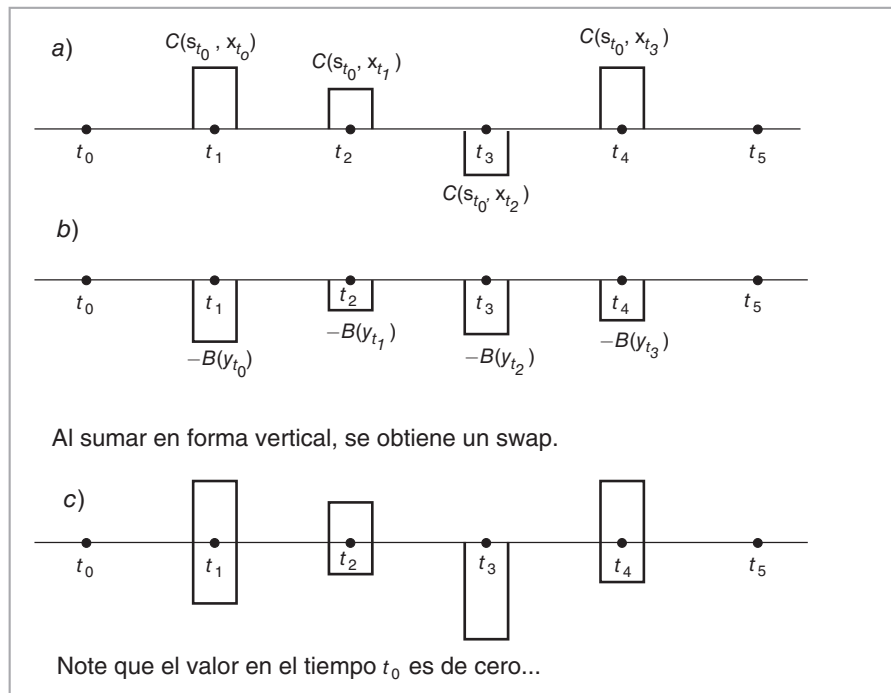 a)
C(s_{t_0}, x_{t_o})
C(s_{t_0}, x_{t_1})
C(s_{t_0}, x_{t_3})
t_0 t_1 t_2 t_3 t_4 t_5
C(s_{t_0}, x_{t_2})
b)
t_0 t_1 t_2 t_3 t_4 t_5
−B(y_{t_0}) −B(y_{t_1}) −B(y_{t_2}) −B(y_{t_3})
Al sumar en forma vertical, se obtiene un swap.
c)
t_0 t_1 t_2 t_3 t_4 t_5
Note que el valor en el tiempo t_0 es de cero...